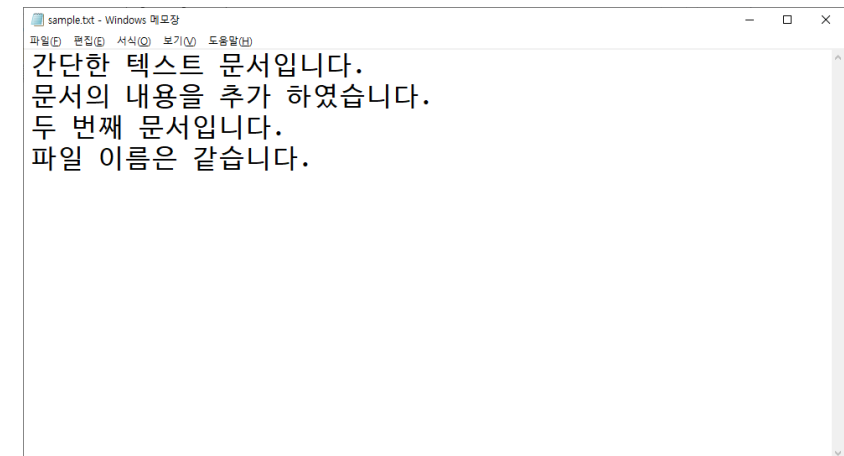 sample.txt - Windows 메모장
파일(F) 편집(E) 서식(O) 보기(V) 도움말(H)
간단한 텍스트 문서입니다.
문서의 내용을 추가 하였습니다.
두 번째 문서입니다.
파일 이름은 같습니다.